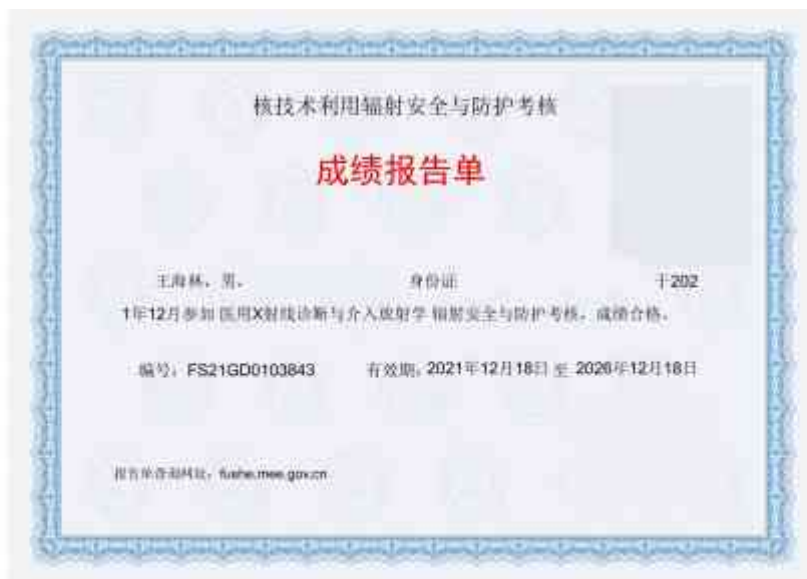 核技术利用辐射安全与防护考核
成绩报告单
王海林，男， 身份证 于202
1年12月参加 医用X射线诊断与介入放射学 辐射安全与防护考核，成绩合格。
编号：FS21GD0103843 有效期：2021年12月18日 至 2026年12月18日
报告单查询网址：fushe.mee.gov.cn